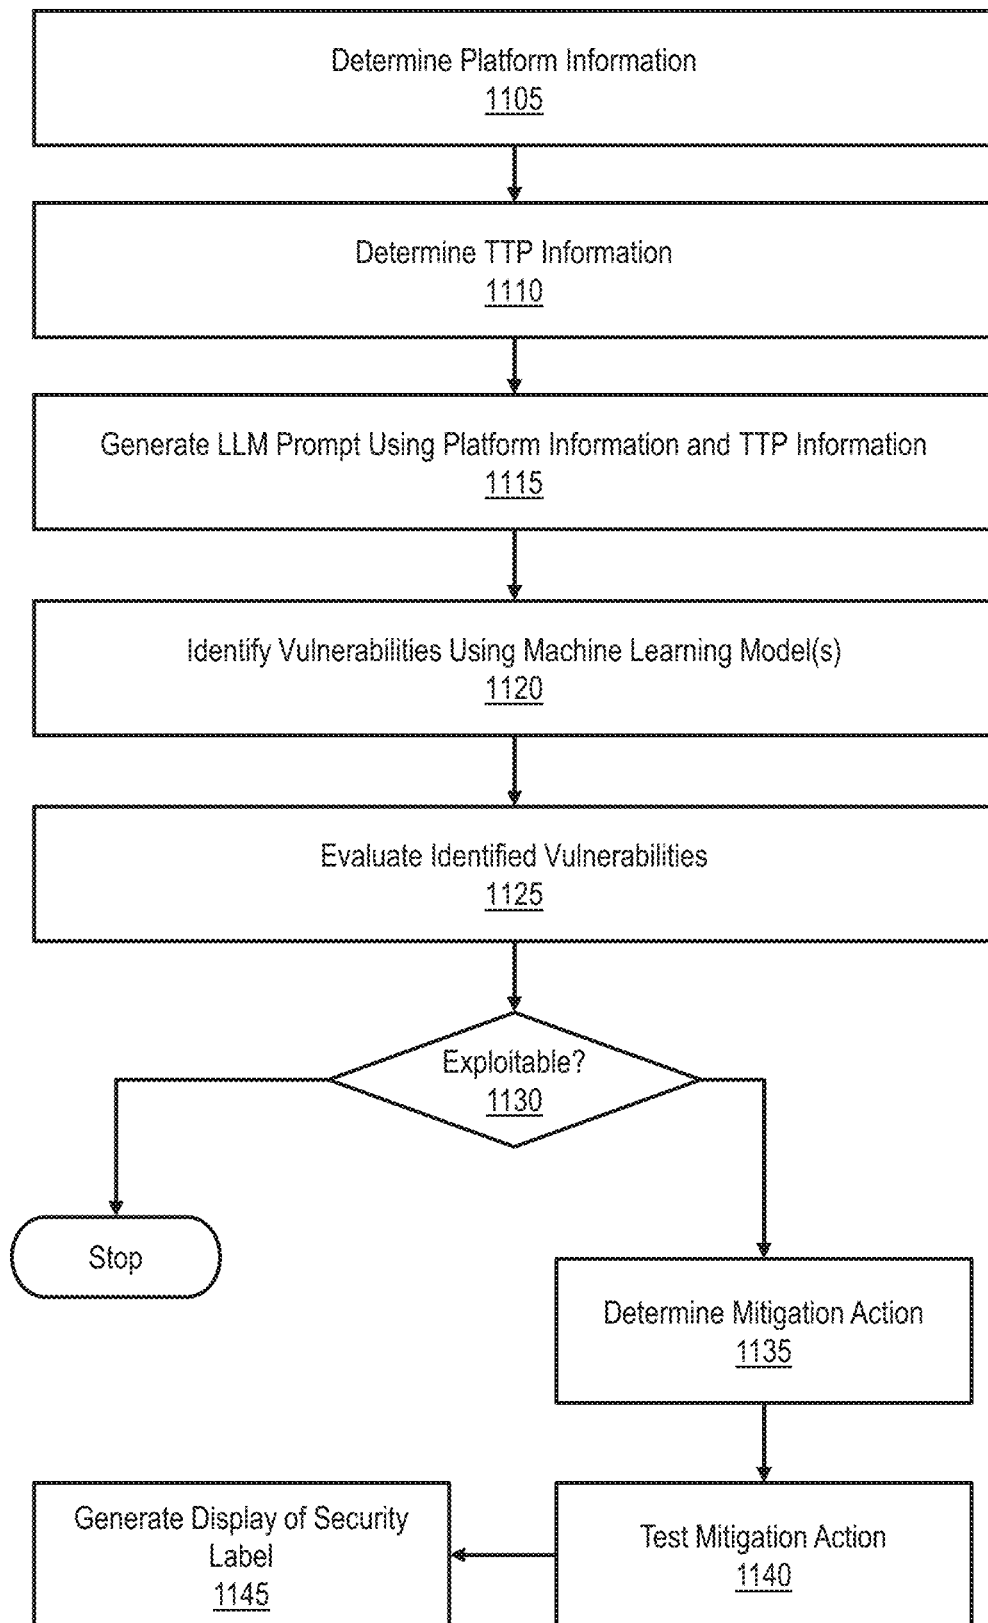 Determine Platform Information
1105
Determine TTP Information
1110
Generate LLM Prompt Using Platform Information and TTP Information
1115
Identify Vulnerabilities Using Machine Learning Model(s)
1120
Evaluate Identified Vulnerabilities
1125
Exploitable?
1130
Stop
Determine Mitigation Action
1135
Test Mitigation Action
1140
Generate Display of Security
Label
1145